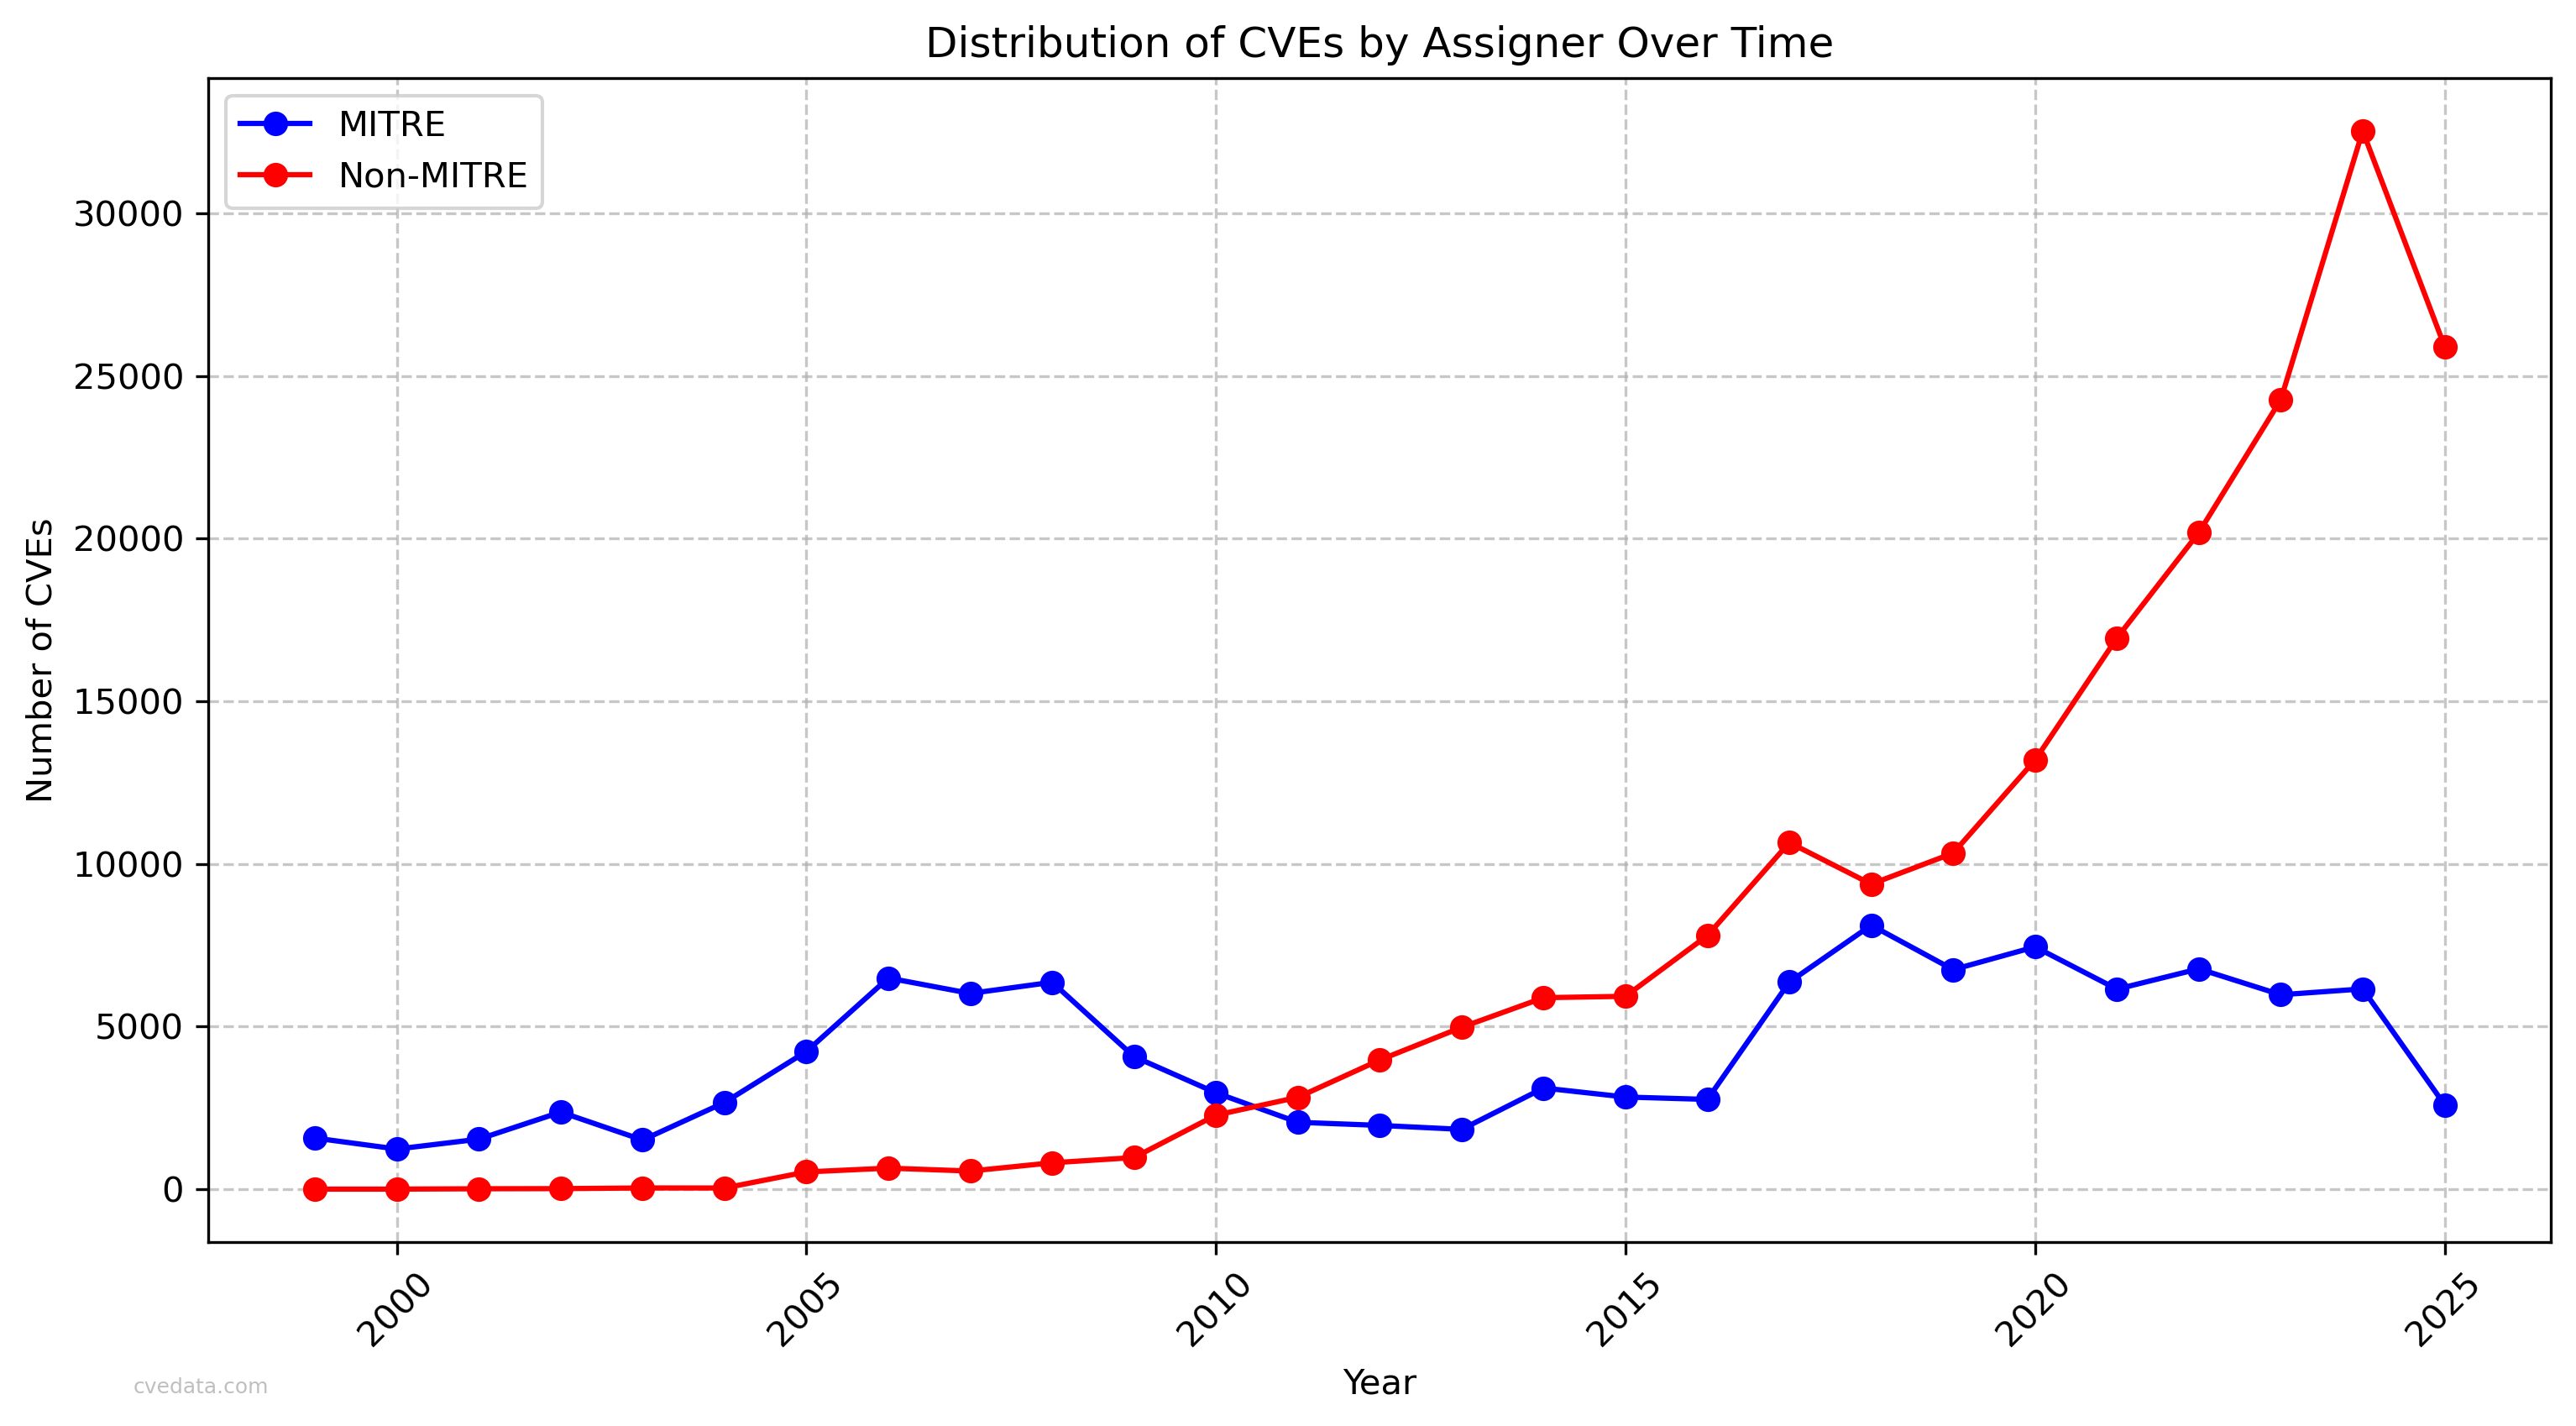 Distribution of CVEs by Assigner Over Time
MITRE
Non-MITRE
Number of CVEs
30000
25000
20000
15000
10000
5000
0
2000
2005
2010
2015
2020
2025
Year
cvedata.com